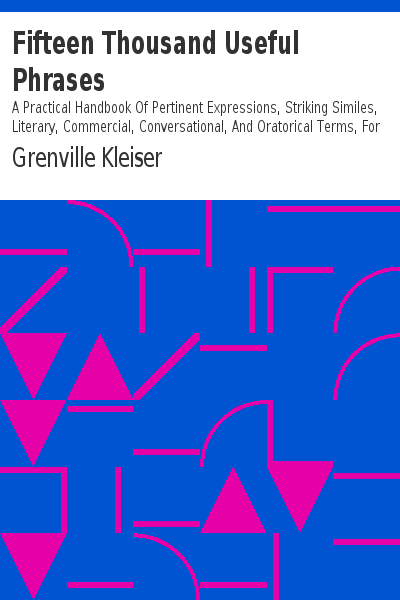 Fifteen Thousand Useful
Phrases
A Practical Handbook Of Pertinent Expressions, Striking Similes,
Literary, Commercial, Conversational, And Oratorical Terms, For
Grenville Kleiser